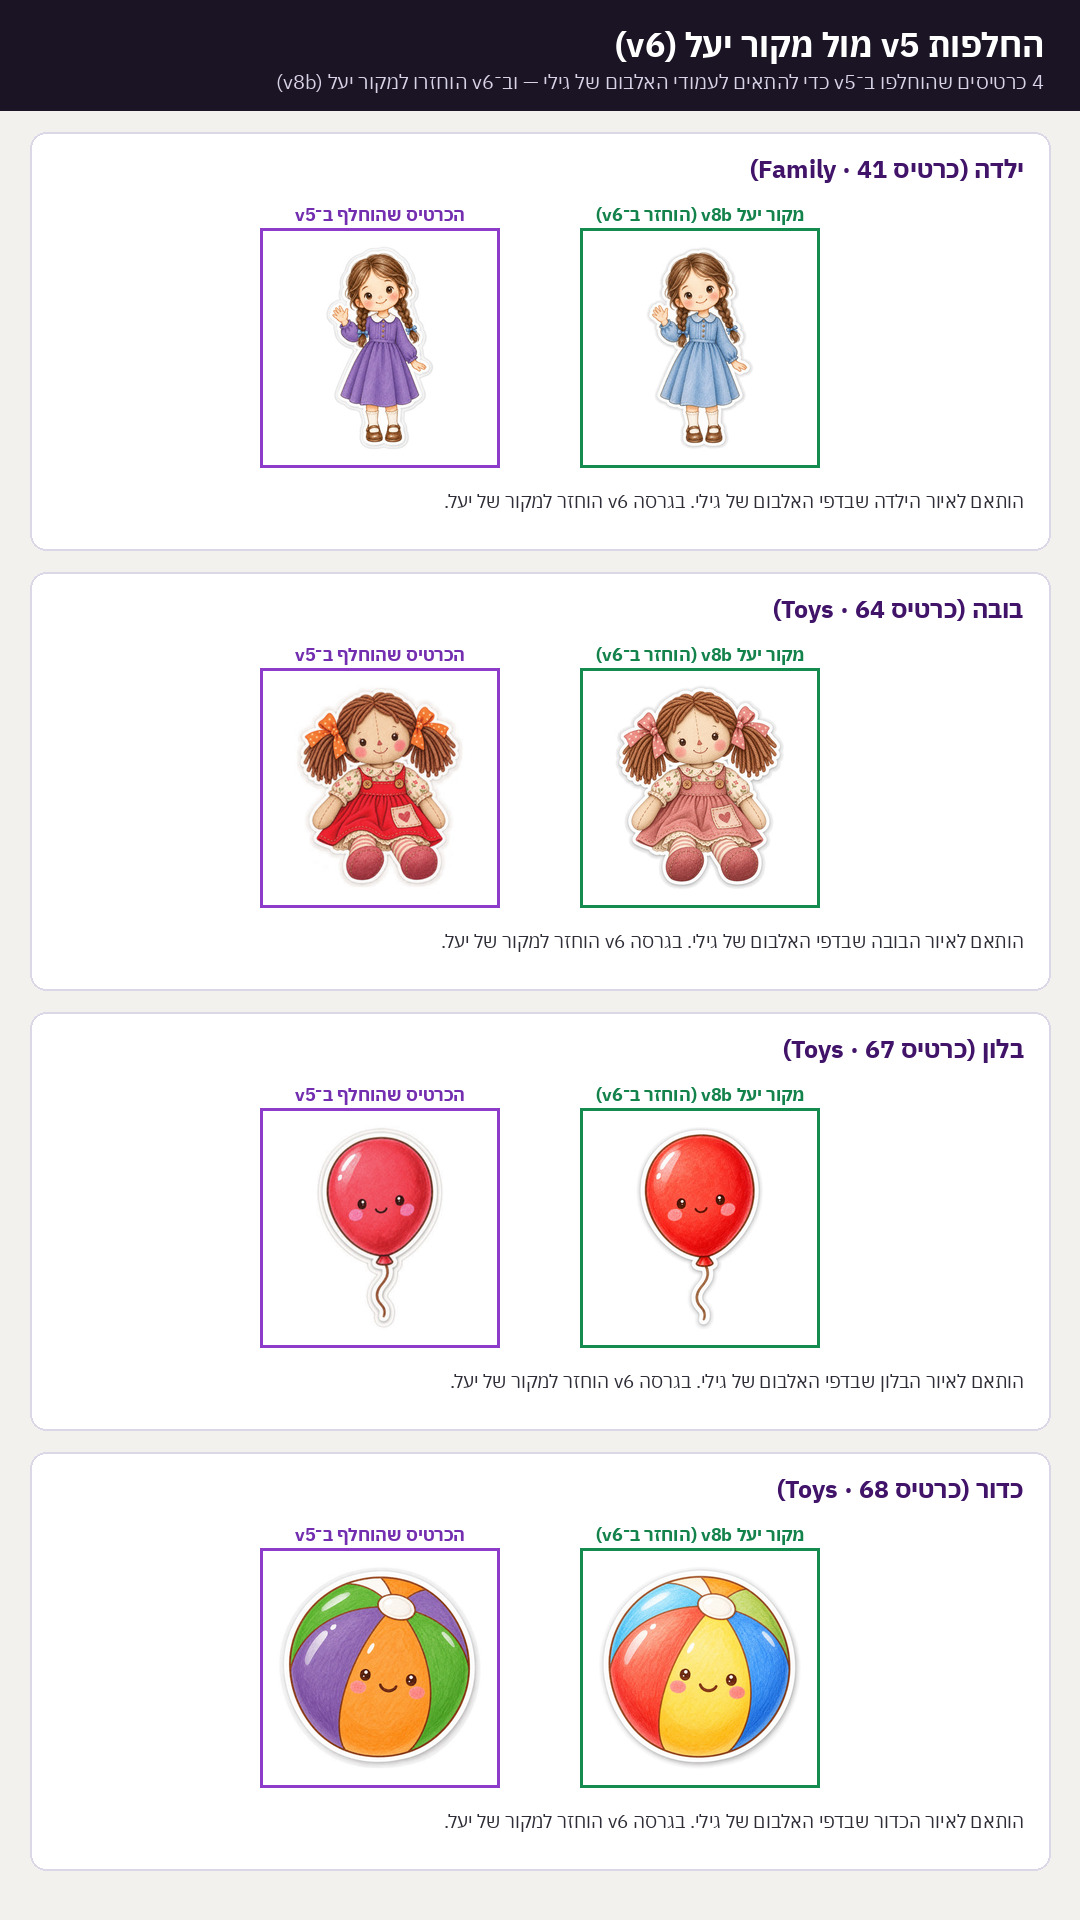 החלפות v5 מול מקור יעל (v6)
4 כרטיסים שהוחלפו ב־v5 כדי להתאים לעמודי האלבום של גילי — וב־v6 הוחזרו למקור יעל (v8b)
ילדה (כרטיס 41 · Family)
מקור יעל v8b (הוחזר ב־v6)
הכרטיס שהוחלף ב־v5
הותאם לאיור הילדה שבדפי האלבום של גילי. בגרסה v6 הוחזר למקור של יעל.
בובה (כרטיס 64 · Toys)
מקור יעל v8b (הוחזר ב־v6)
הכרטיס שהוחלף ב־v5
הותאם לאיור הבובה שבדפי האלבום של גילי. בגרסה v6 הוחזר למקור של יעל.
בלון (כרטיס 67 · Toys)
מקור יעל v8b (הוחזר ב־v6)
הכרטיס שהוחלף ב־v5
הותאם לאיור הבלון שבדפי האלבום של גילי. בגרסה v6 הוחזר למקור של יעל.
כדור (כרטיס 68 · Toys)
מקור יעל v8b (הוחזר ב־v6)
הכרטיס שהוחלף ב־v5
הותאם לאיור הכדור שבדפי האלבום של גילי. בגרסה v6 הוחזר למקור של יעל.